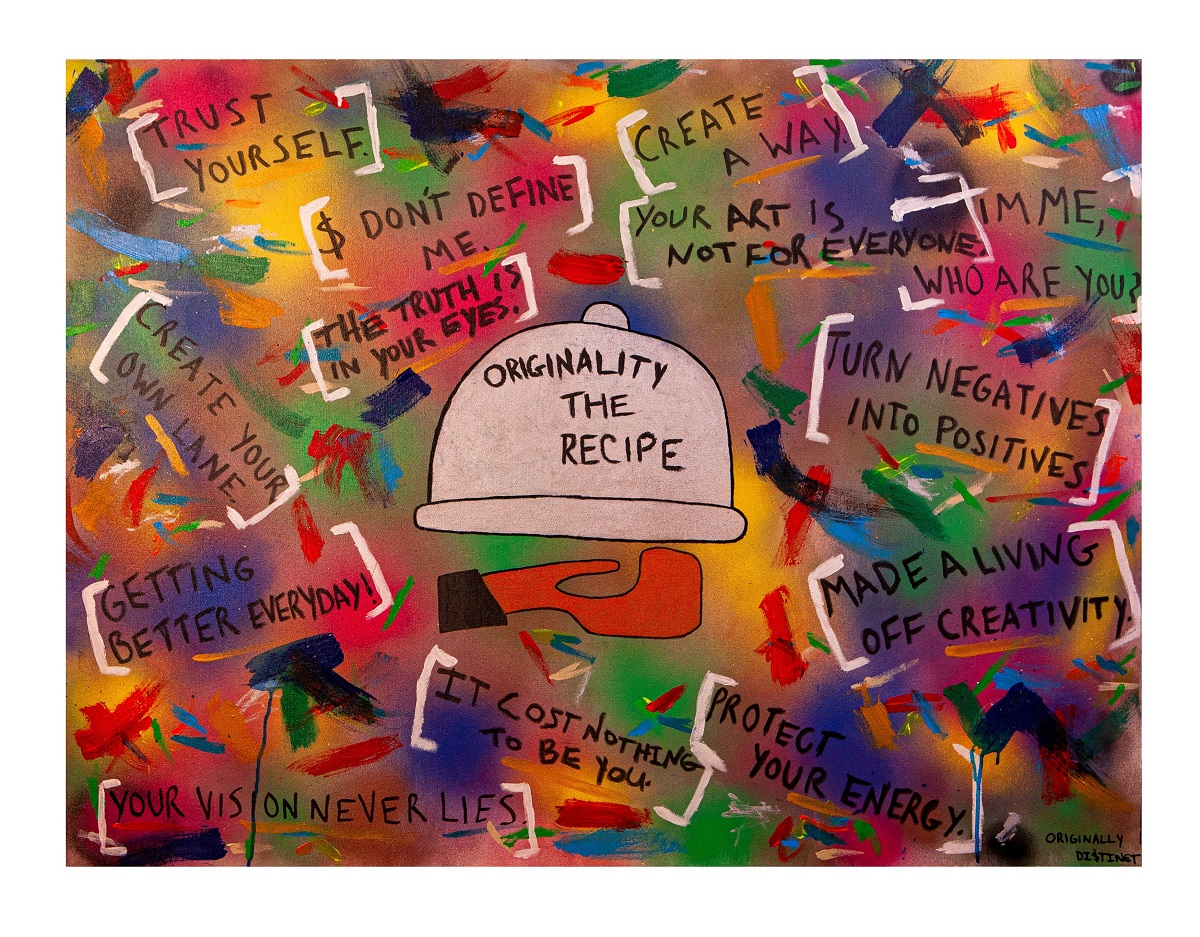 TRUST
YOURSELF.
CREATE
A WAY.
$ DON'T DEFINE
ME.
YOUR ART IS
NOT FOR EVERYONE
IM ME,
WHO ARE YOU?
THE TRUTH IS
IN YOUR EYES.
CREATE YOUR
OWN LANE.
ORIGINALITY
THE
RECIPE
TURN NEGATIVES
INTO POSITIVES.
GETTING
BETTER EVERYDAY!
MADE A LIVING
OFF CREATIVITY.
IT COST NOTHING
TO BE YOU.
PROTECT
YOUR ENERGY.
YOUR VISION NEVER LIES.
ORIGINALLY
DI$TINCT